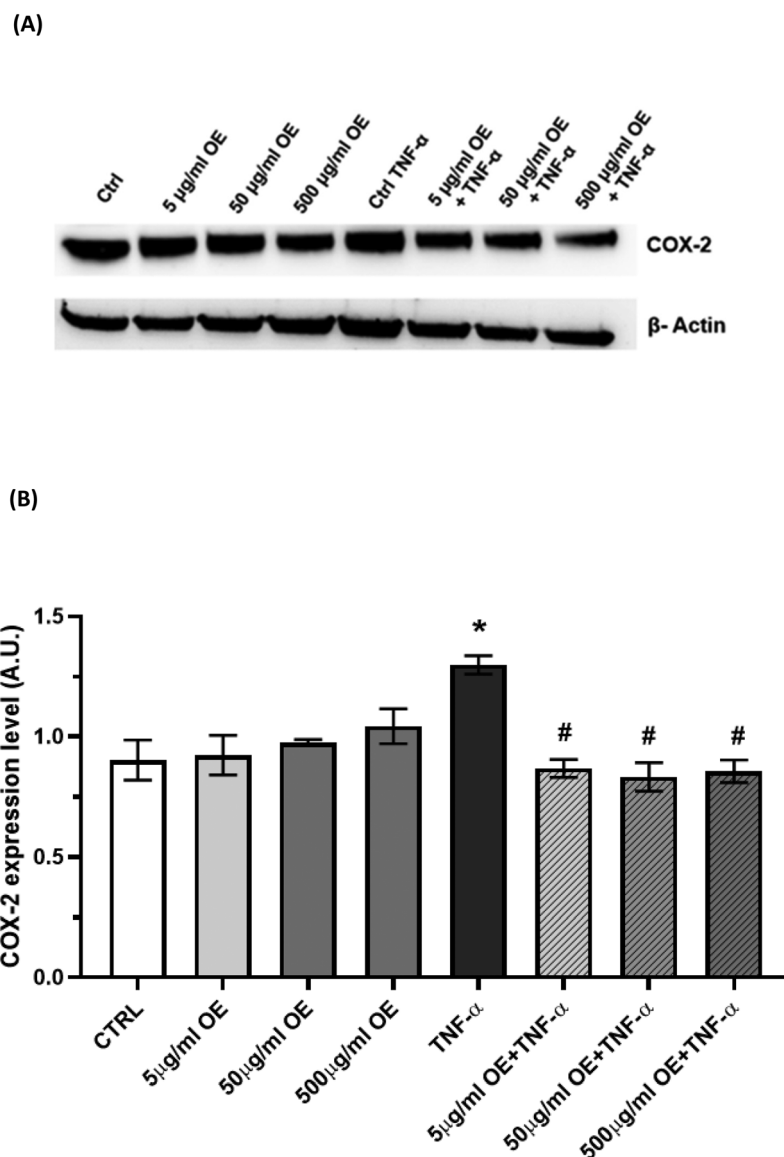 (A)
Ctrl
5 µg/ml OE
50 µg/ml OE
500 µg/ml OE
Ctrl TNF-α
5 µg/ml OE
+ TNF-α
50 µg/ml OE
+ TNF-α
500 µg/ml OE
+ TNF-α
COX-2
β- Actin
(B)
COX-2 expression level (A.U.)
1.5
1.0
0.5
0.0
*
#
#
#
CTRL
5µg/ml OE
50µg/ml OE
500µg/ml OE
TNF-α
5µg/ml OE+TNF-α
50µg/ml OE+TNF-α
500µg/ml OE+TNF-α